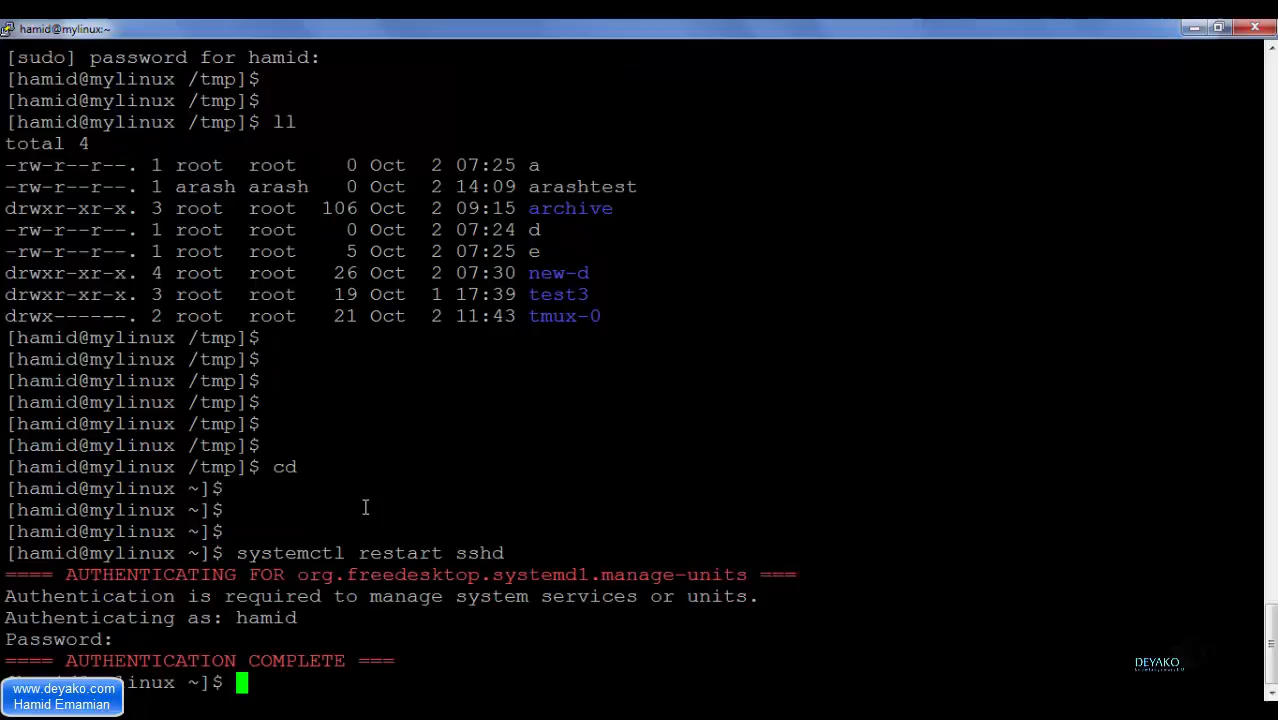 hamid@mylinux:~
[sudo] password for hamid:
[hamid@mylinux /tmp]$
[hamid@mylinux /tmp]$
[hamid@mylinux /tmp]$ ll
total 4
-rw-r--r--. 1 root  root    0 Oct  2 07:25 a
-rw-r--r--. 1 arash arash   0 Oct  2 14:09 arashtest
drwxr-xr-x. 3 root  root  106 Oct  2 09:15 archive
-rw-r--r--. 1 root  root    0 Oct  2 07:24 d
-rw-r--r--. 1 root  root    5 Oct  2 07:25 e
drwxr-xr-x. 4 root  root   26 Oct  2 07:30 new-d
drwxr-xr-x. 3 root  root   19 Oct  1 17:39 test3
drwx------. 2 root  root   21 Oct  2 11:43 tmux-0
[hamid@mylinux /tmp]$
[hamid@mylinux /tmp]$
[hamid@mylinux /tmp]$
[hamid@mylinux /tmp]$
[hamid@mylinux /tmp]$
[hamid@mylinux /tmp]$
[hamid@mylinux /tmp]$ cd
[hamid@mylinux ~]$
[hamid@mylinux ~]$
[hamid@mylinux ~]$
[hamid@mylinux ~]$ systemctl restart sshd
==== AUTHENTICATING FOR org.freedesktop.systemd1.manage-units ===
Authentication is required to manage system services or units.
Authenticating as: hamid
Password:
==== AUTHENTICATION COMPLETE ===
linux ~]$
www.deyako.com
Hamid Emamian
DEYAKO